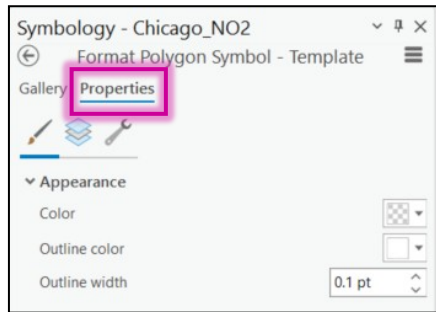 Symbology - Chicago_NO2
Format Polygon Symbol - Template
Gallery Properties
Appearance
Color
Outline color
Outline width 0.1 pt